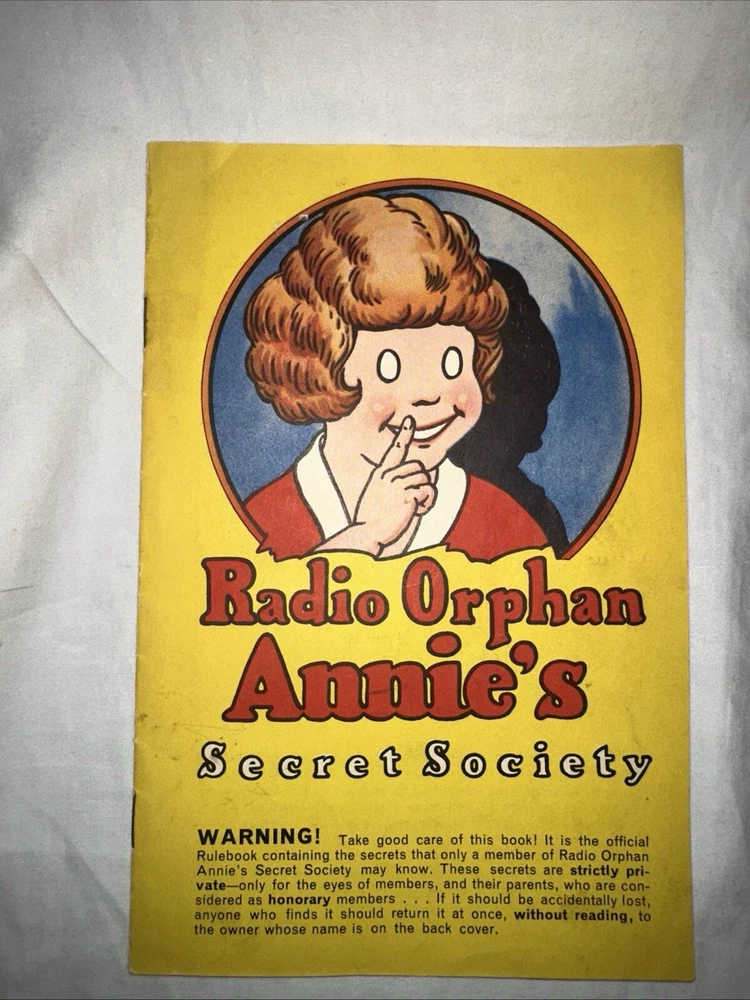 Radio Orphan
Annie's
Secret Society
WARNING! Take good care of this book! It is the official
Rulebook containing the secrets that only a member of Radio Orphan
Annie's Secret Society may know. These secrets are strictly pri-
vate—only for the eyes of members, and their parents, who are con-
sidered as honorary members . . . If it should be accidentally lost,
anyone who finds it should return it at once, without reading, to
the owner whose name is on the back cover.